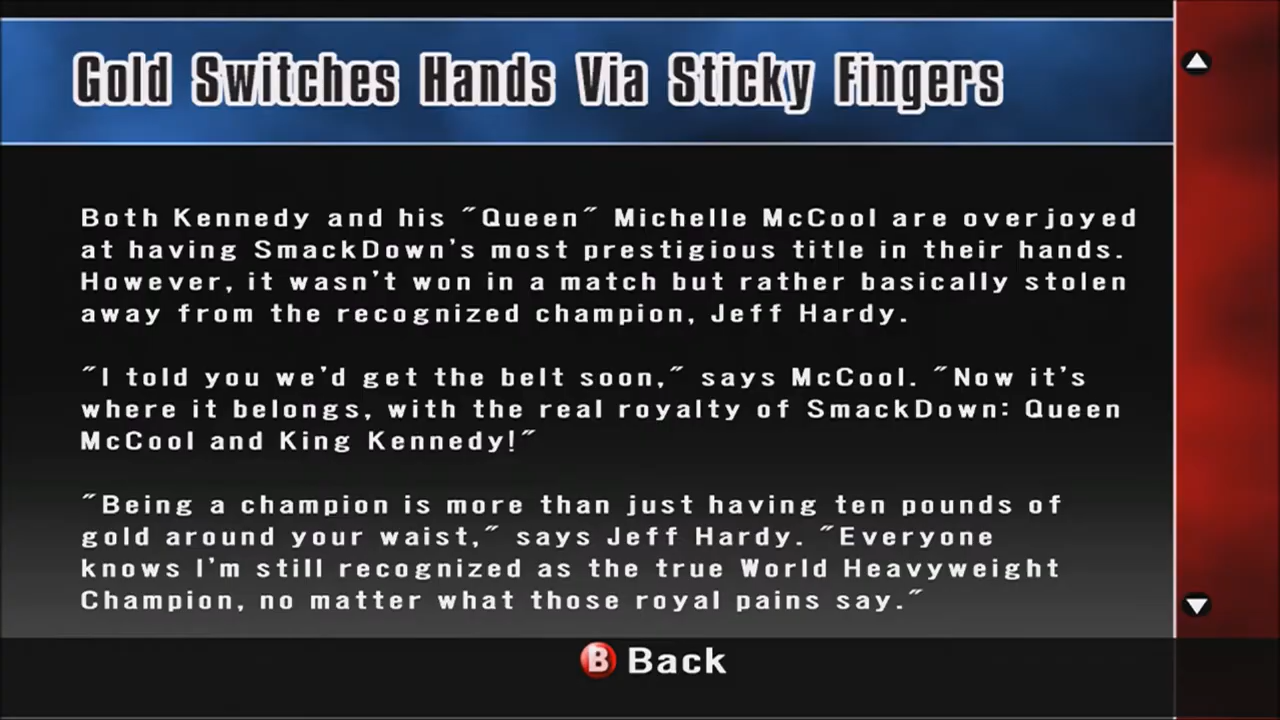 Gold Switches Hands Via Sticky Fingers
Both Kennedy and his "Queen" Michelle McCool are overjoyed
at having SmackDown's most prestigious title in their hands.
However, it wasn't won in a match but rather basically stolen
away from the recognized champion, Jeff Hardy.
"I told you we'd get the belt soon," says McCool. "Now it's
where it belongs, with the real royalty of SmackDown: Queen
McCool and King Kennedy!"
"Being a champion is more than just having ten pounds of
gold around your waist," says Jeff Hardy. "Everyone
knows I'm still recognized as the true World Heavyweight
Champion, no matter what those royal pains say."
B Back